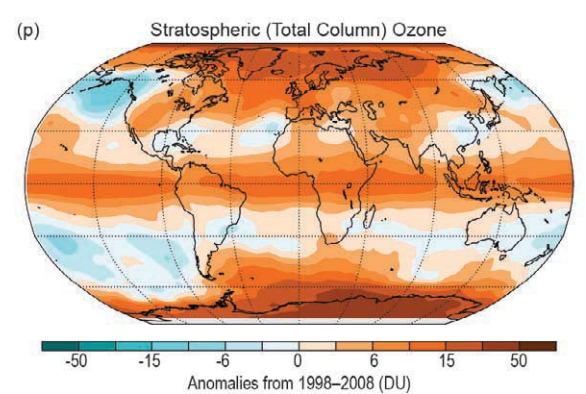 (p) Stratospheric (Total Column) Ozone
-50 -15 -6 0 6 15 50
Anomalies from 1998–2008 (DU)